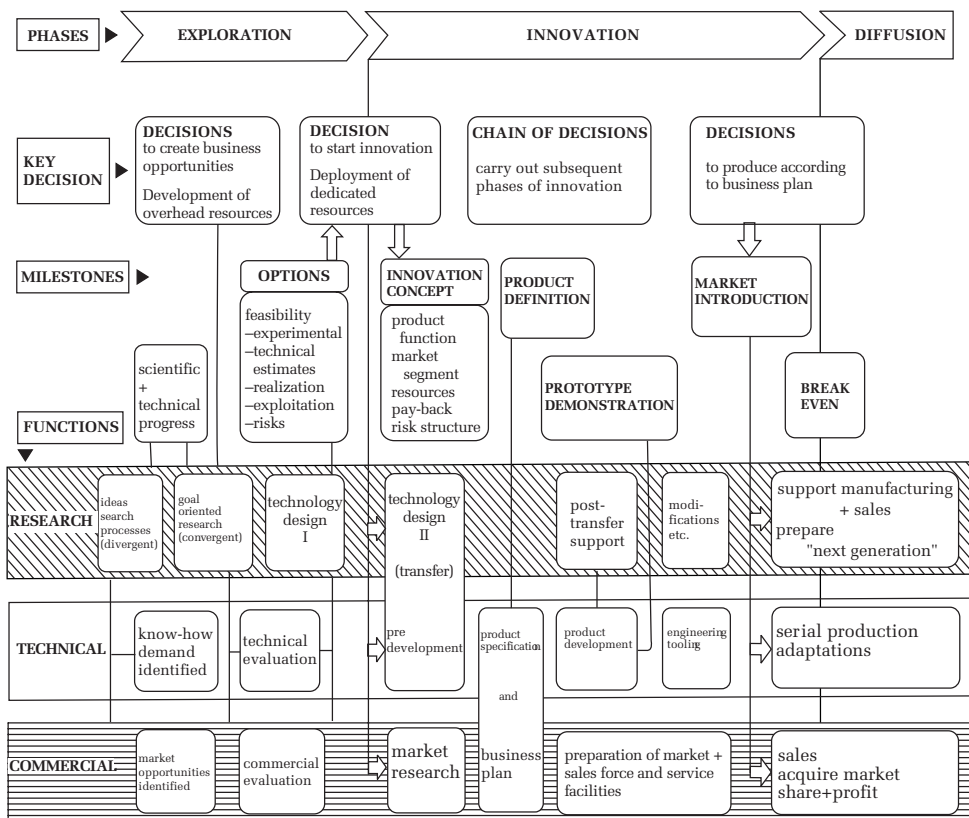 PHASES
EXPLORATION
INNOVATION
DIFFUSION
KEY
DECISION
DECISIONS
to create business
opportunities
Development of
overhead resources
DECISION
to start innovation
Deployment of
dedicated
resources
CHAIN OF DECISIONS
carry out subsequent
phases of innovation
DECISIONS
to produce according
to business plan
MILESTONES
OPTIONS
feasibility
–experimental
–technical
estimates
–realization
–exploitation
–risks
INNOVATION
CONCEPT
product
function
market
segment
resources
pay-back
risk structure
PRODUCT
DEFINITION
MARKET
INTRODUCTION
scientific
+
technical
progress
PROTOTYPE
DEMONSTRATION
BREAK
EVEN
FUNCTIONS
RESEARCH
ideas
search
processes
(divergent)
goal
oriented
research
(convergent)
technology
design
I
technology
design
II
(transfer)
post-
transfer
support
modi-
fications
etc.
support manufacturing
+ sales
prepare
"next generation"
TECHNICAL
know-how
demand
identified
technical
evaluation
pre
development
product
specification
and
business
plan
product
development
engineering
tooling
serial production
adaptations
COMMERCIAL
market
opportunities
identified
commercial
evaluation
market
research
preparation of market +
sales force and service
facilities
sales
acquire market
share+profit